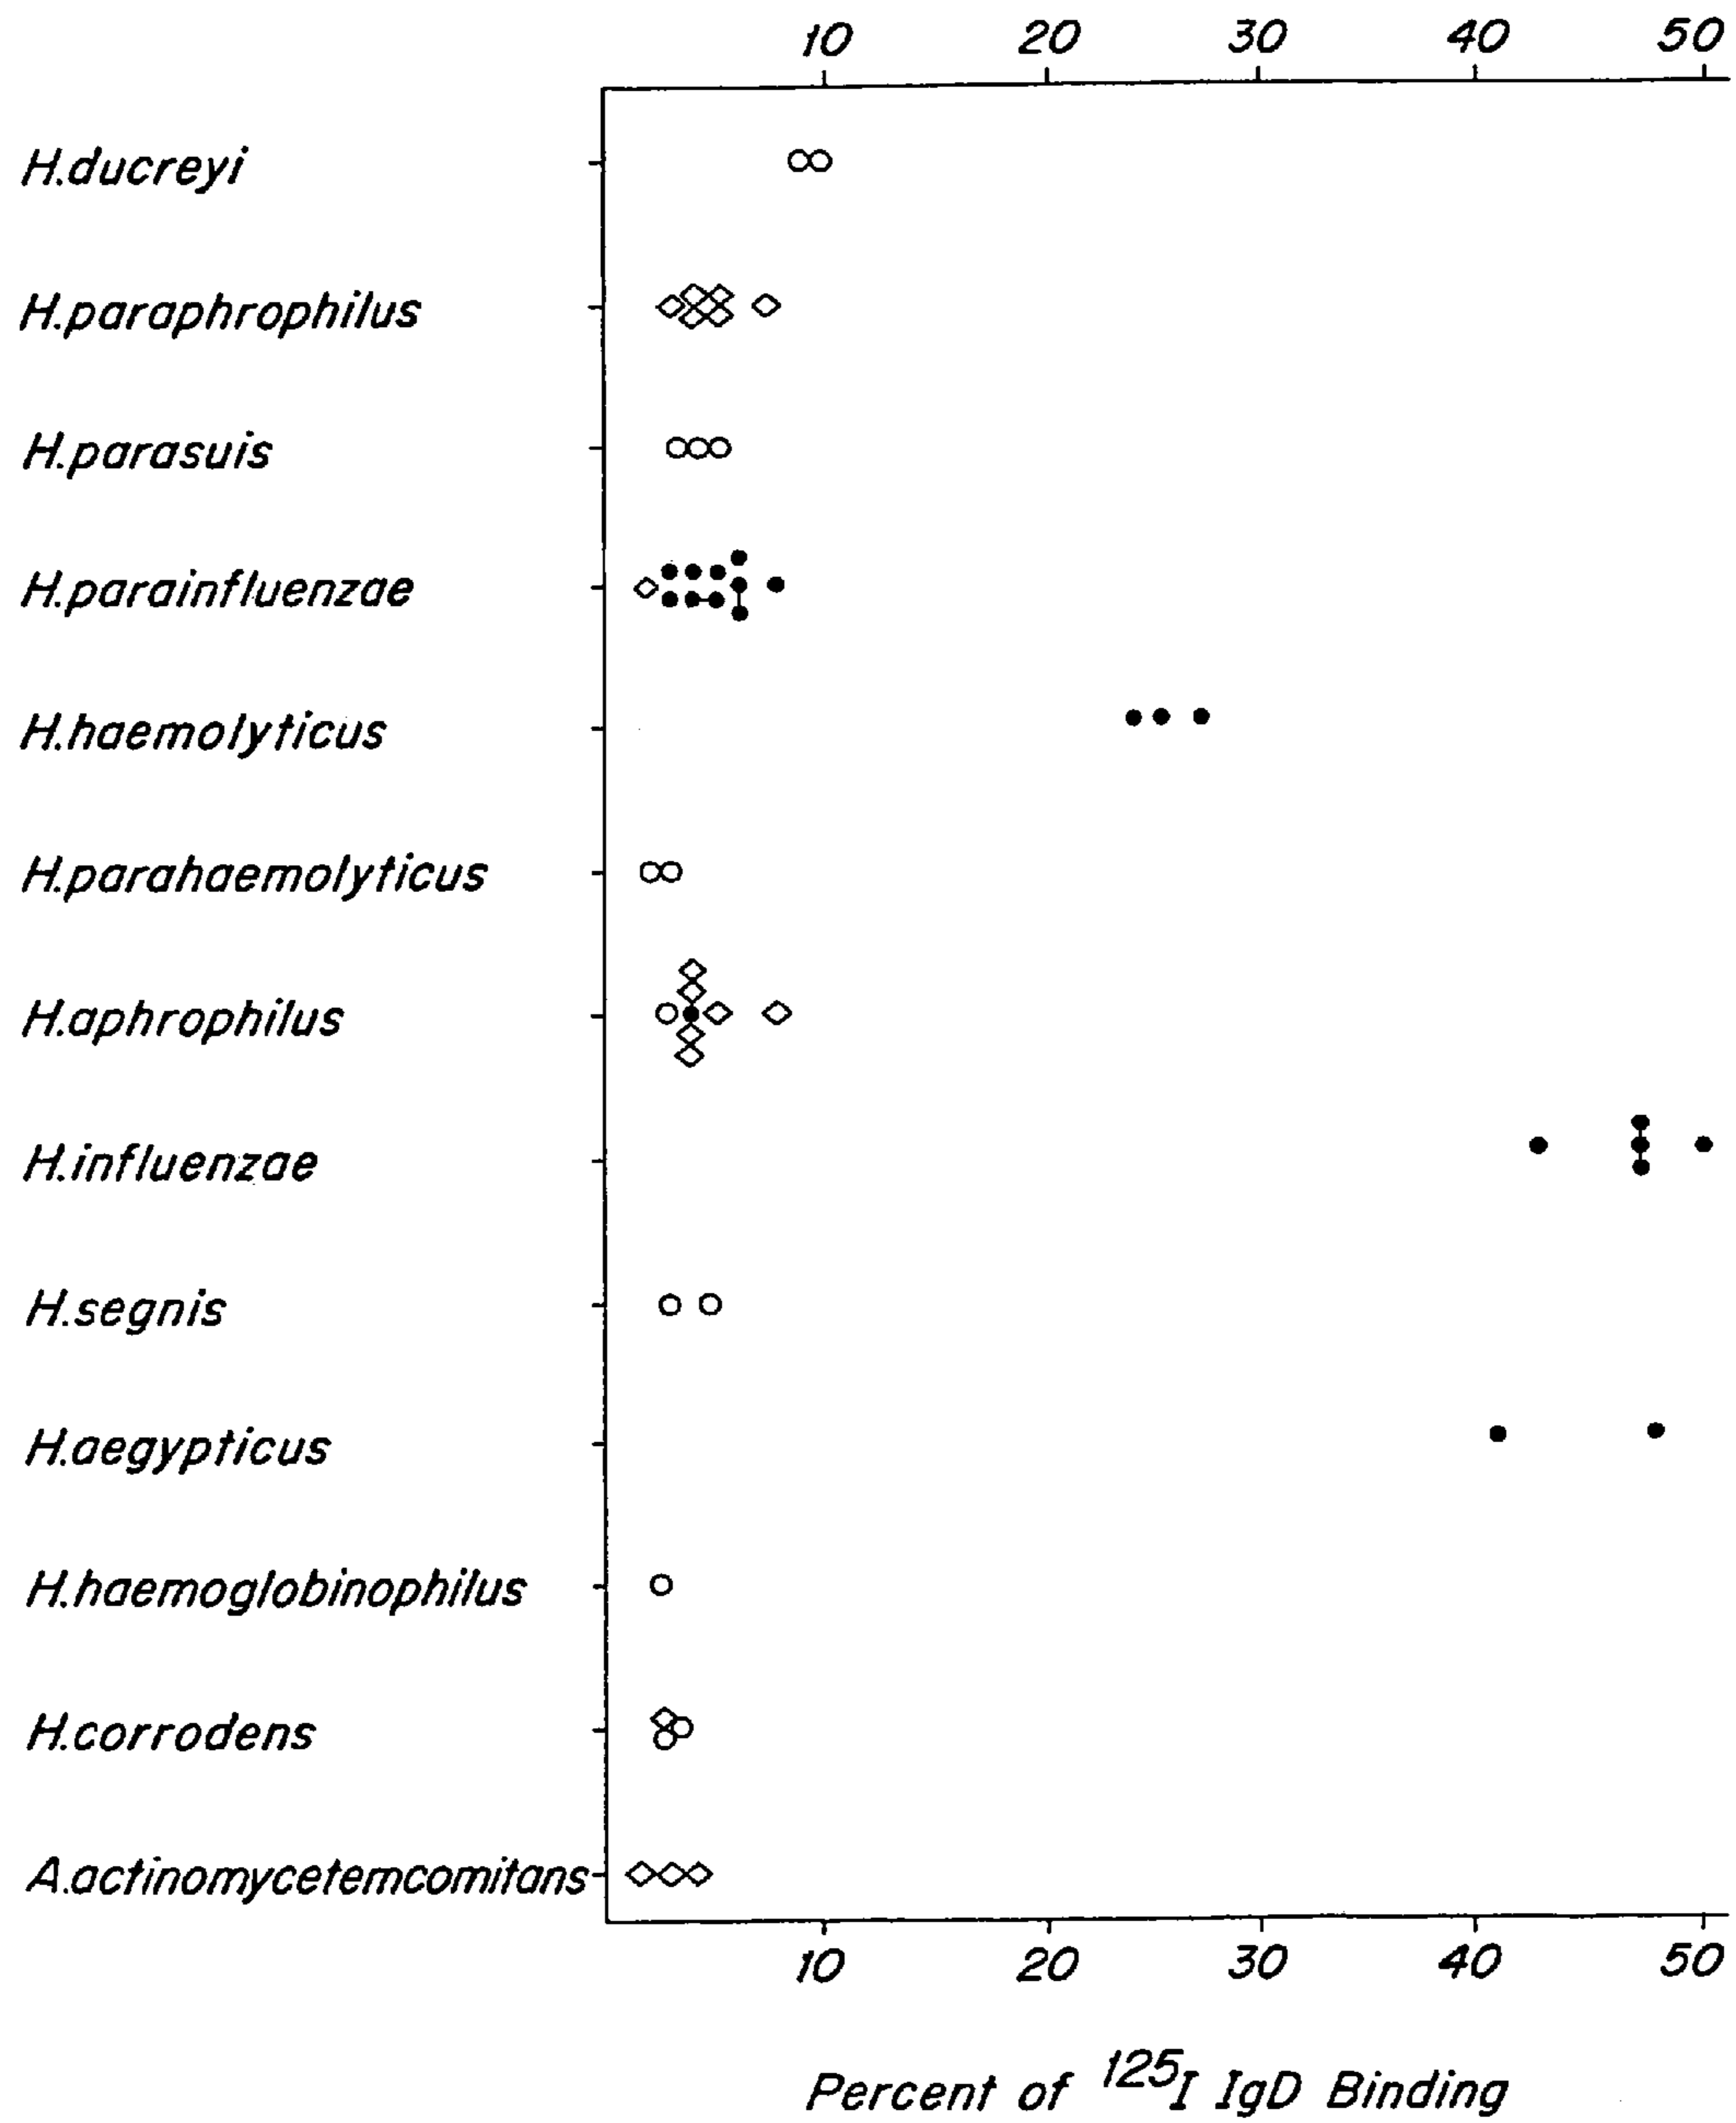 10 20 30 40 50
H.ducreyi
H.paraphrophilus
H.parasuis
H.parainfluenzae
H.haemolyticus
H.parahaemolyticus
H.aphrophilus
H.influenzae
H.segnis
H.aegypticus
H.haemoglobinophilus
H.corrodens
A.actinomycetemcomitans
10 20 30 40 50
Percent of ¹²⁵I IgD Binding